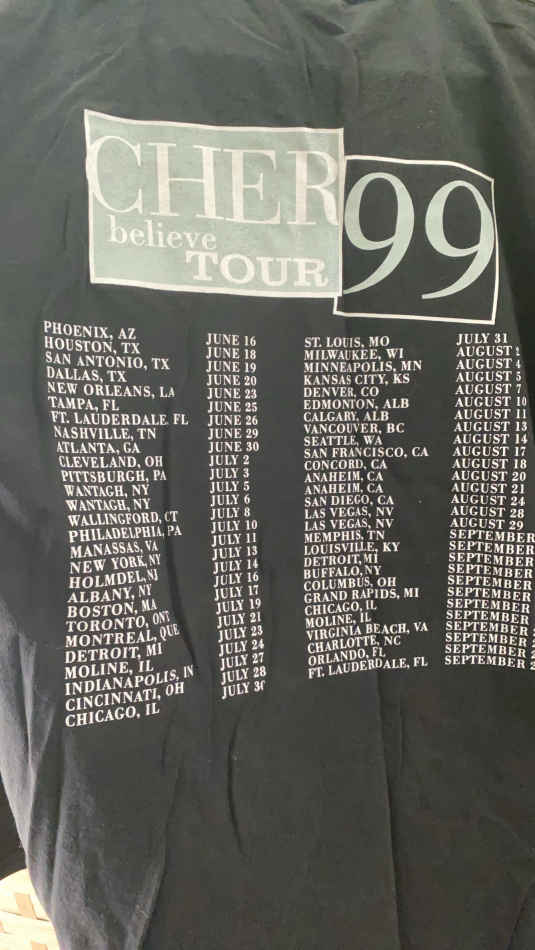 CHER 99
believe
TOUR
PHOENIX, AZ JUNE 16
HOUSTON, TX JUNE 18
SAN ANTONIO, TX JUNE 19
DALLAS, TX JUNE 20
NEW ORLEANS, LA JUNE 23
TAMPA, FL JUNE 25
FT. LAUDERDALE, FL JUNE 26
NASHVILLE, TN JUNE 29
ATLANTA, GA JUNE 30
CLEVELAND, OH JULY 2
PITTSBURGH, PA JULY 3
WANTAGH, NY JULY 5
WANTAGH, NY JULY 6
WALLINGFORD, CT JULY 8
PHILADELPHIA, PA JULY 10
MANASSAS, VA JULY 11
NEW YORK, NY JULY 13
HOLMDEL, NJ JULY 14
ALBANY, NY JULY 16
BOSTON, MA JULY 17
TORONTO, ONT JULY 19
MONTREAL, QUE JULY 21
DETROIT, MI JULY 23
MOLINE, IL JULY 24
INDIANAPOLIS, IN JULY 27
CINCINNATI, OH JULY 28
CHICAGO, IL JULY 30
ST. LOUIS, MO JULY 31
MILWAUKEE, WI AUGUST 2
MINNEAPOLIS, MN AUGUST 4
KANSAS CITY, KS AUGUST 5
DENVER, CO AUGUST 7
EDMONTON, ALB AUGUST 10
CALGARY, ALB AUGUST 11
VANCOUVER, BC AUGUST 13
SEATTLE, WA AUGUST 14
SAN FRANCISCO, CA AUGUST 17
CONCORD, CA AUGUST 18
ANAHEIM, CA AUGUST 20
ANAHEIM, CA AUGUST 21
SAN DIEGO, CA AUGUST 24
LAS VEGAS, NV AUGUST 28
LAS VEGAS, NV AUGUST 29
MEMPHIS, TN SEPTEMBER
LOUISVILLE, KY SEPTEMBER
DETROIT, MI SEPTEMBER
BUFFALO, NY SEPTEMBER
COLUMBUS, OH SEPTEMBER
GRAND RAPIDS, MI SEPTEMBER
CHICAGO, IL SEPTEMBER
MOLINE, IL SEPTEMBER
VIRGINIA BEACH, VA SEPTEMBER
CHARLOTTE, NC SEPTEMBER
ORLANDO, FL SEPTEMBER
FT. LAUDERDALE, FL SEPTEMBER